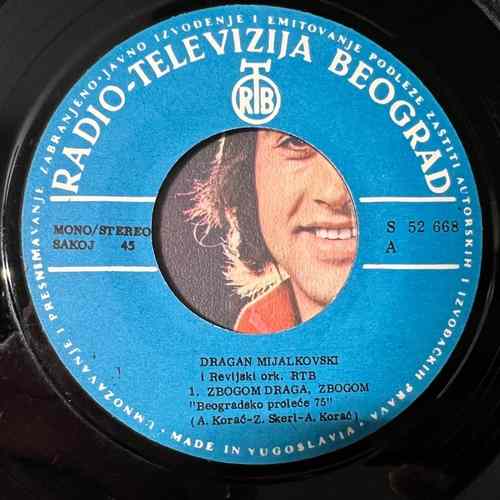 UMNOŽAVANJE I PRESNIMAVANJE ZABRANJENO-JAVNO IZVOĐENJE I EMITOVANJE PODLEŽE ZAŠTITI AUTORSKIH I IZVOĐAČKIH PRAVA
RADIO-TELEVIZIJA BEOGRAD
RTB
MONO/STEREO
SAKOJ 45
S 52 668
A
DRAGAN MIJALKOVSKI
i Revijski ork. RTB
1. ZBOGOM DRAGA, ZBOGOM
"Beogradsko proleće 75"
(A. Korać-Z. Skerl-A. Korać)
MADE IN YUGOSLAVIA